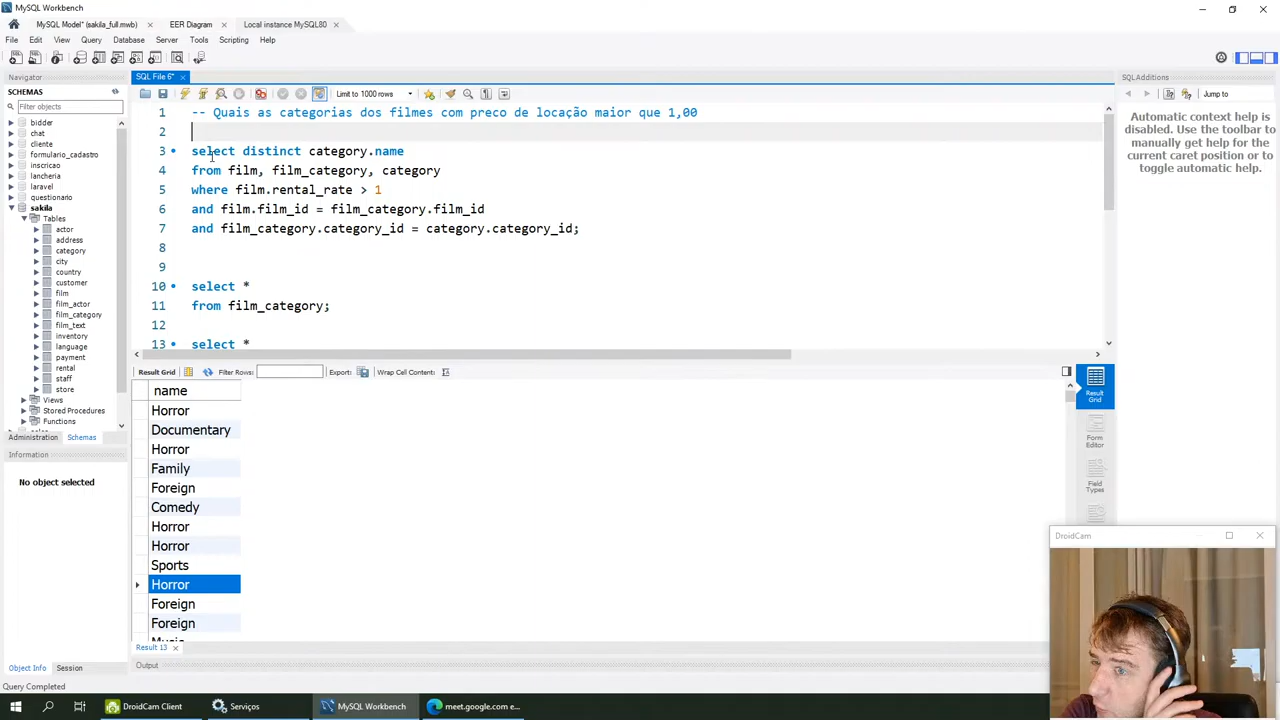 MySQL Workbench
MySQL Model* (sakila_full.mwb) × EER Diagram × Local instance MySQL80 ×
File Edit View Query Database Server Tools Scripting Help
Navigator
SCHEMAS
Filter objects
bidder
chat
cliente
formulario_cadastro
inscricao
lancheria
laravel
questionario
sakila
Tables
actor
address
category
city
country
customer
film
film_actor
film_category
film_text
inventory
language
payment
rental
staff
store
Views
Stored Procedures
Functions
Administration Schemas
Information
No object selected
Object Info Session
Query Completed
SQL File 6* ×
Limit to 1000 rows
1 -- Quais as categorias dos filmes com preco de locação maior que 1,00
2
3 select distinct category.name
4 from film, film_category, category
5 where film.rental_rate > 1
6 and film.film_id = film_category.film_id
7 and film_category.category_id = category.category_id;
8
9
10 select *
11 from film_category;
12
13 select *
Result Grid Filter Rows: Export: Wrap Cell Content:
name
Horror
Documentary
Horror
Family
Foreign
Comedy
Horror
Horror
Sports
Horror
Foreign
Foreign
Music
Result 13 ×
Output
Result Grid
Form Editor
Field Types
SQLAdditions
Jump to
Automatic context help is
disabled. Use the toolbar to
manually get help for the
current caret position or to
toggle automatic help.
DroidCam
DroidCam Client Serviços MySQL Workbench meet.google.com e...